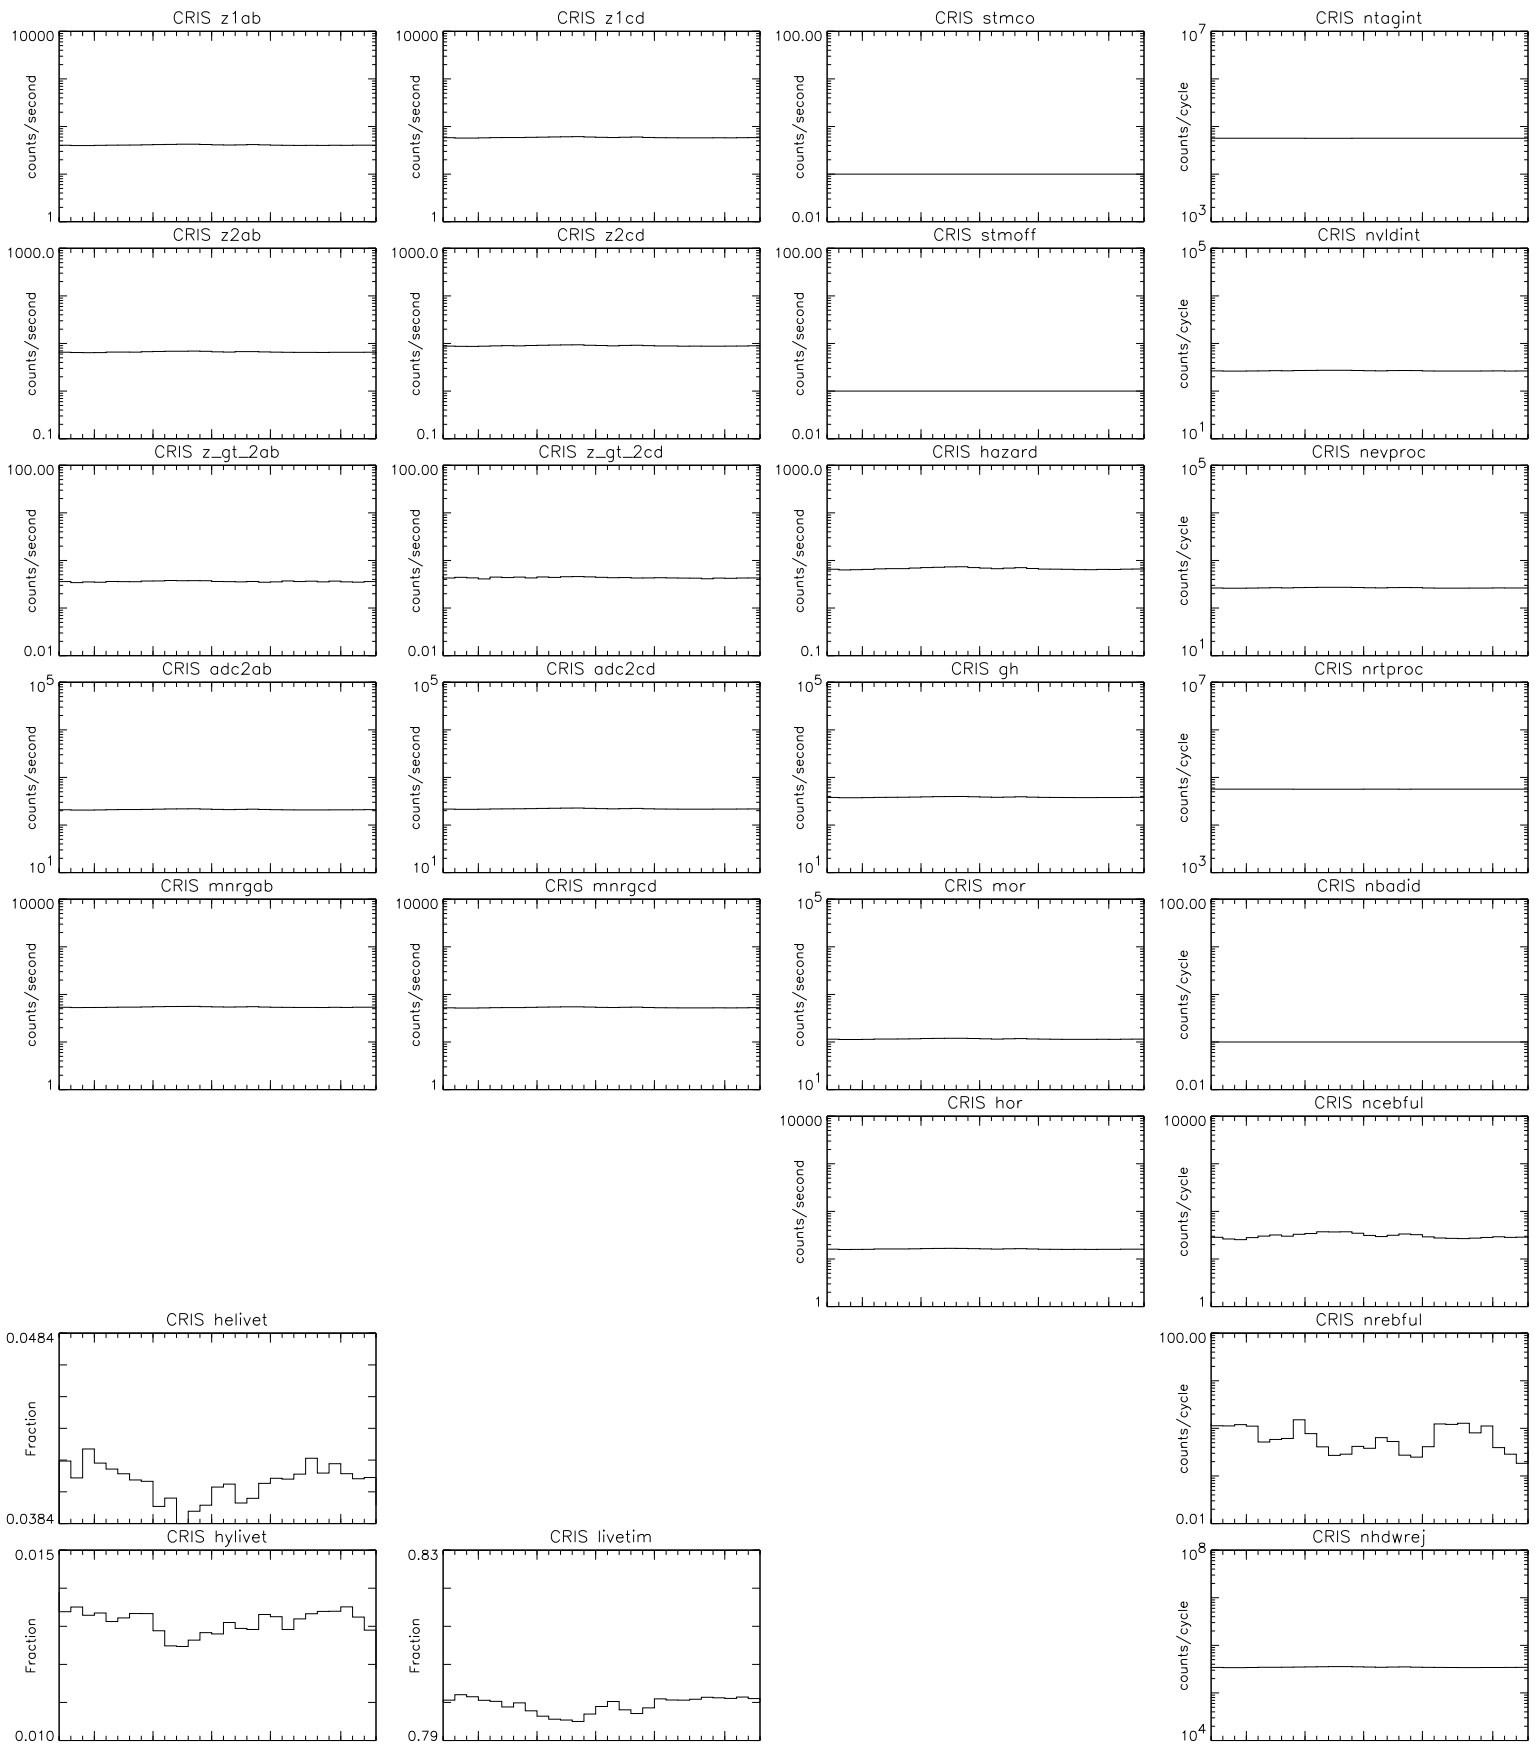 CRIS z1ab
CRIS z1cd
CRIS stmco
CRIS ntagint
10000
counts/second
1
10000
counts/second
1
100.00
counts/second
0.01
10^7
counts/cycle
10^3
CRIS z2ab
CRIS z2cd
CRIS stmoff
CRIS nvldint
1000.0
counts/second
0.1
1000.0
counts/second
0.1
100.00
counts/second
0.01
10^5
counts/cycle
10^1
CRIS z_gt_2ab
CRIS z_gt_2cd
CRIS hazard
CRIS nevproc
100.00
counts/second
0.01
100.00
counts/second
0.01
1000.0
counts/second
0.1
10^5
counts/cycle
10^1
CRIS adc2ab
CRIS adc2cd
CRIS gh
CRIS nrtproc
10^5
counts/second
10^1
10^5
counts/second
10^1
10^5
counts/second
10^1
10^7
counts/cycle
10^3
CRIS mnrgab
CRIS mnrgcd
CRIS mor
CRIS nbadid
10000
counts/second
1
10000
counts/second
1
10^5
counts/second
10^1
100.00
counts/cycle
0.01
CRIS hor
CRIS ncebful
10000
counts/second
1
10000
counts/cycle
1
CRIS helivet
CRIS nrebful
0.0484
Fraction
0.0384
100.00
counts/cycle
0.01
CRIS hylivet
CRIS livetim
CRIS nhdwrej
0.015
Fraction
0.010
0.83
Fraction
0.79
10^8
counts/cycle
10^4